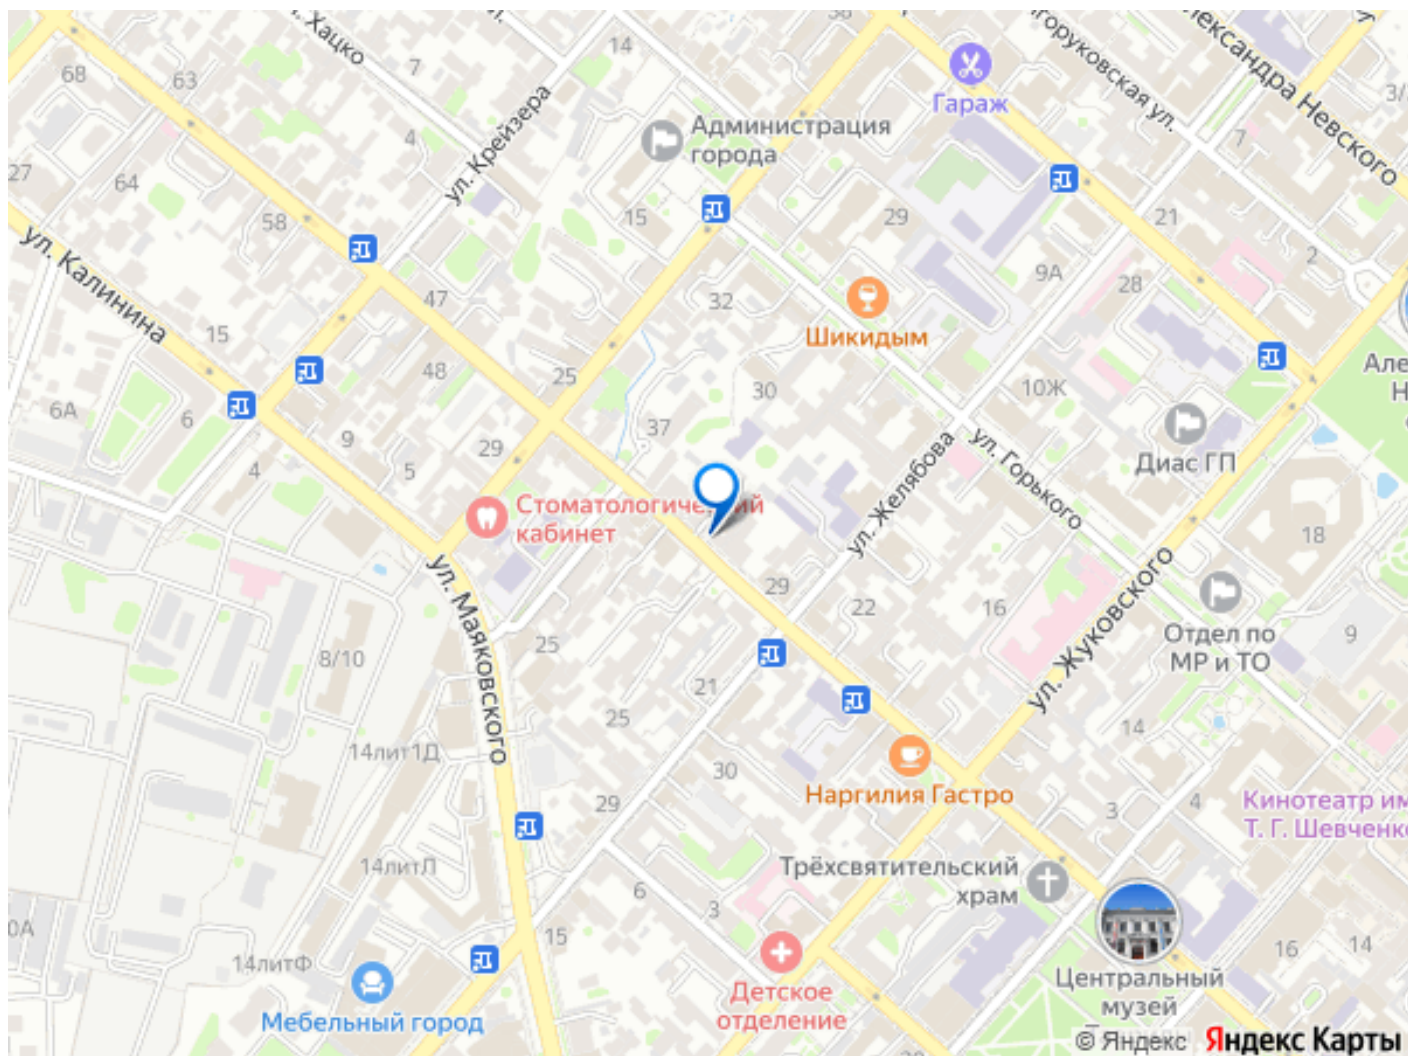 ул. Хацко
14
38
Долгоруковская ул.
Александра Невского
68
63
7
Гараж
3/
ул. Крейзера
4
Администрация
города
7
27
64
58
15
29
21
9А
2
28
ул. Калинина
47
32
Шикидым
15
48
25
30
10Ж
Але
Н
6А
6
9
29
37
ул. Желябова
ул. Горького
Диас ГП
4
5
Стоматологический
кабинет
18
ул. Маяковского
29
22
16
ул. Жуковского
Отдел по
МР и ТО
9
8/10
25
21
25
14
14лит1Д
30
Наргилия Гастро
3
4
Кинотеатр им
Т. Г. Шевченко
29
14литЛ
6
3
Трёхсвятительский
храм
0А
15
16
14
14литФ
Мебельный город
Детское
отделение
Центральный
музей
© Яндекс Яндекс Карты